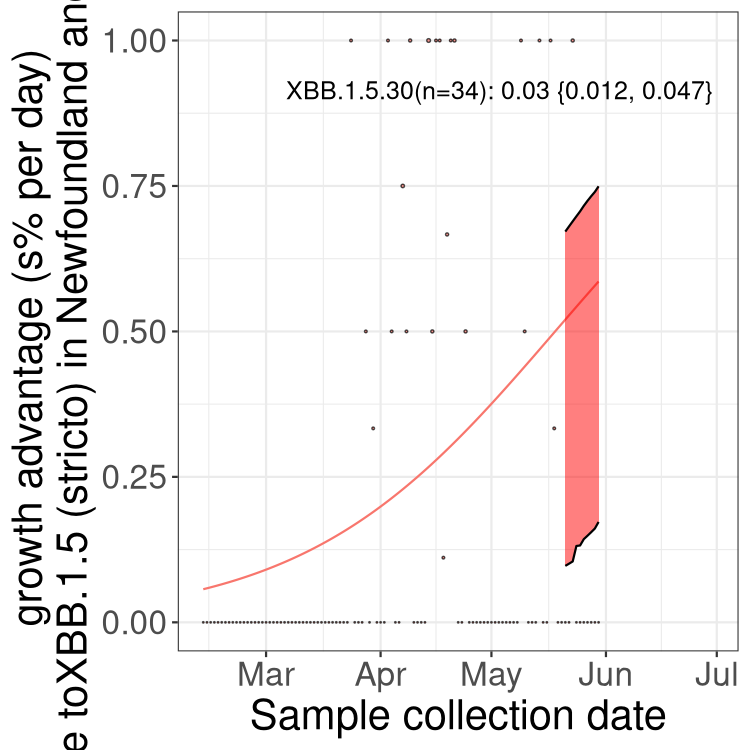 growth advantage (s% per day)
e toXBB.1.5 (stricto) in Newfoundland and
1.00
0.75
0.50
0.25
0.00
XBB.1.5.30(n=34): 0.03 {0.012, 0.047}
Mar Apr May Jun Jul
Sample collection date